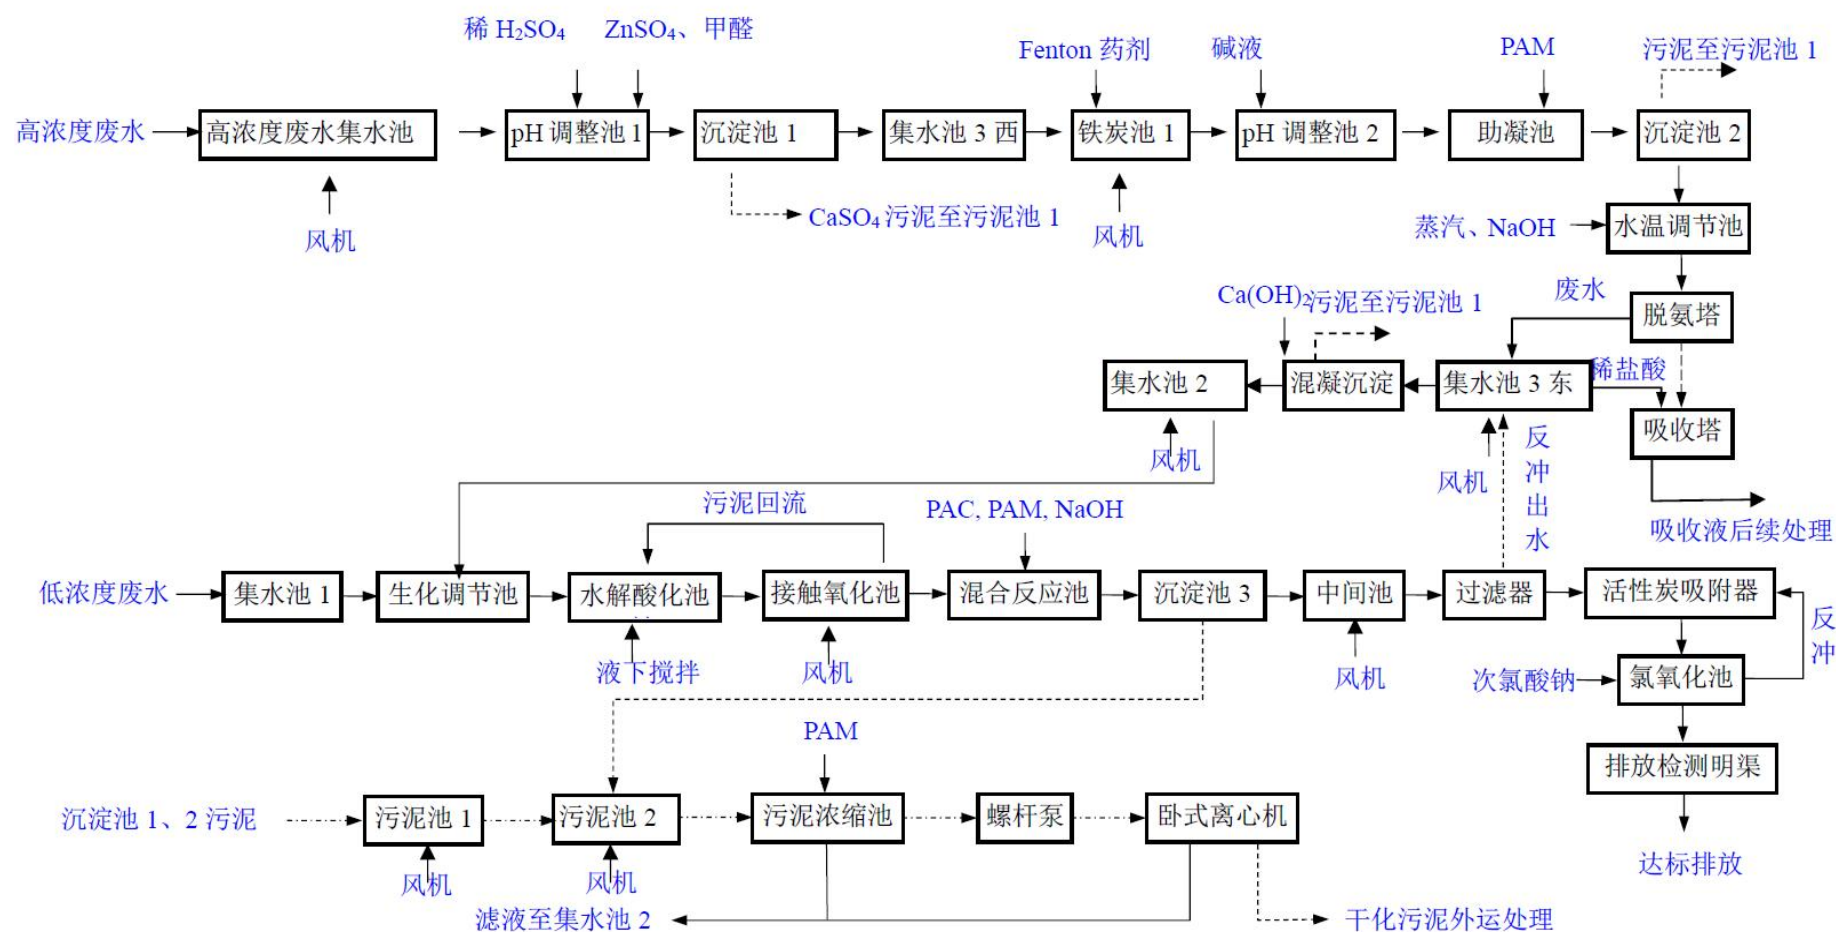 稀 H₂SO₄
ZnSO₄、甲醛
Fenton 药剂
碱液
PAM
污泥至污泥池 1
高浓度废水
高浓度废水集水池
pH 调整池 1
沉淀池 1
集水池 3 西
铁炭池 1
pH 调整池 2
助凝池
沉淀池 2
风机
CaSO₄ 污泥至污泥池 1
风机
蒸汽、NaOH
水温调节池
Ca(OH)₂
污泥至污泥池 1
废水
脱氨塔
集水池 2
混凝沉淀
集水池 3 东
稀盐酸
吸收塔
风机
风机
反冲出水
吸收液后续处理
污泥回流
PAC, PAM, NaOH
低浓度废水
集水池 1
生化调节池
水解酸化池
接触氧化池
混合反应池
沉淀池 3
中间池
过滤器
活性炭吸附器
反冲
液下搅拌
风机
风机
次氯酸钠
氯氧化池
PAM
排放检测明渠
沉淀池 1、2 污泥
污泥池 1
污泥池 2
污泥浓缩池
螺杆泵
卧式离心机
达标排放
风机
风机
滤液至集水池 2
干化污泥外运处理